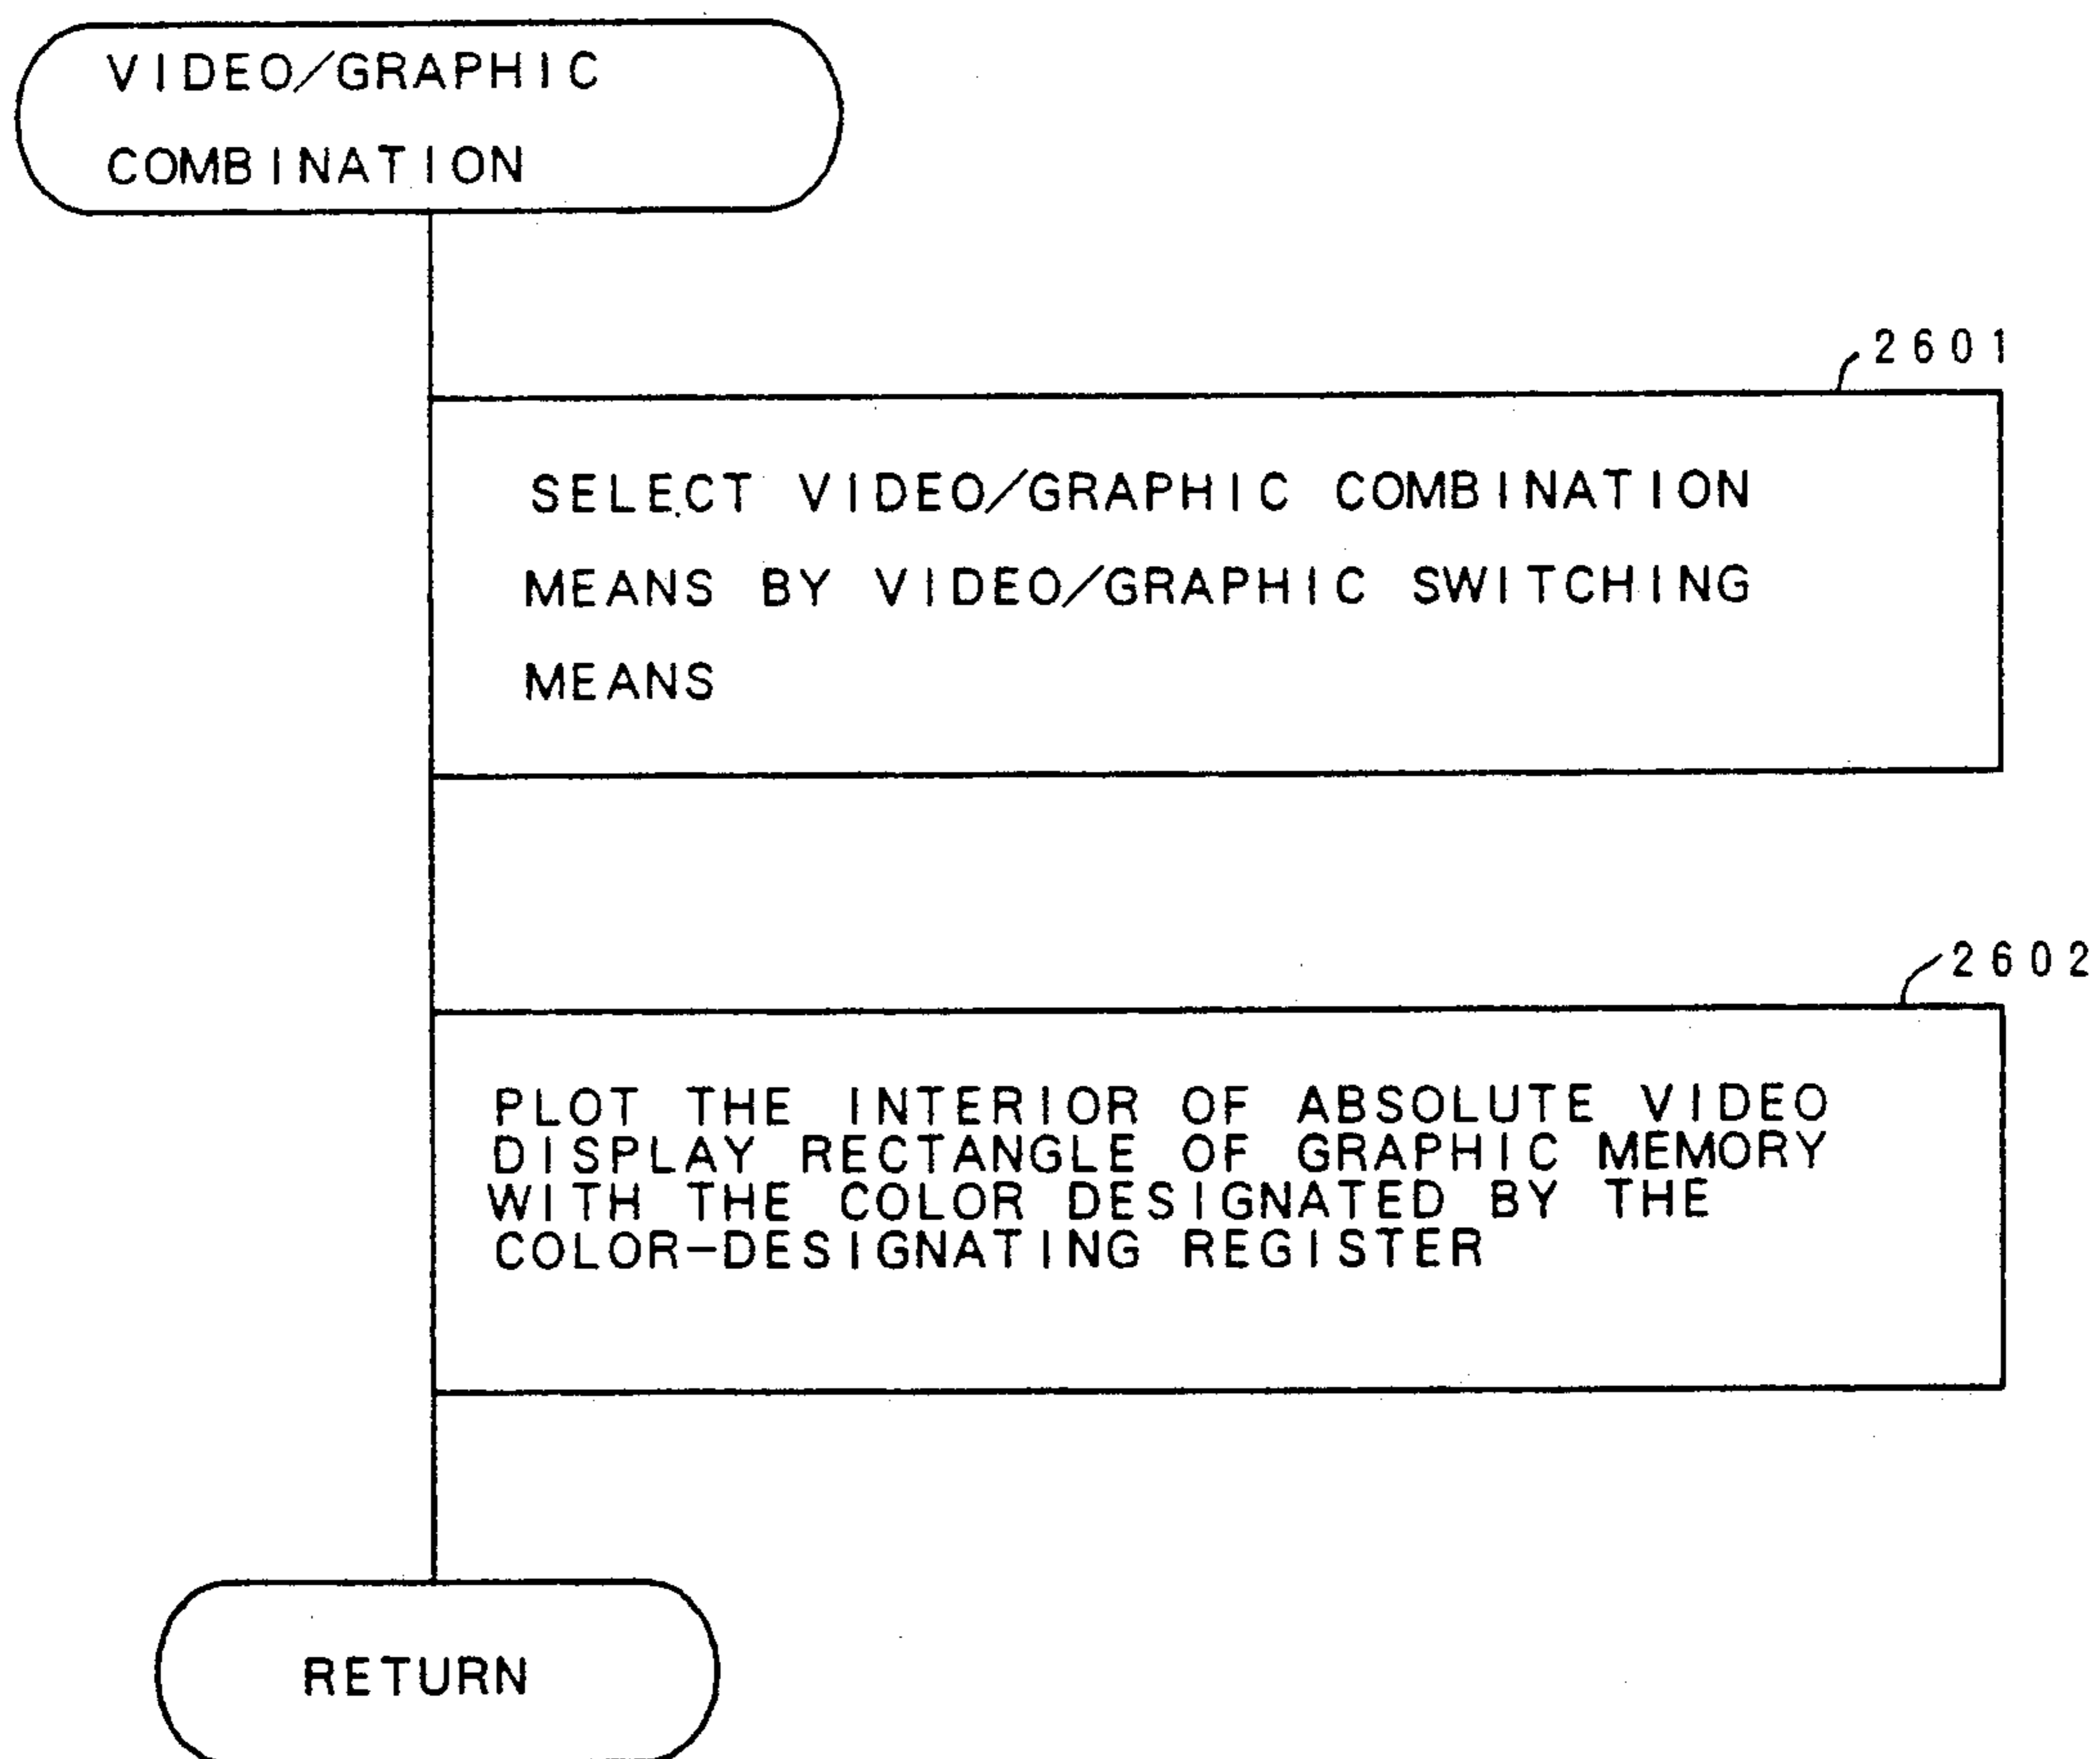 VIDEO/GRAPHIC
COMBINATION
2601
SELECT VIDEO/GRAPHIC COMBINATION
MEANS BY VIDEO/GRAPHIC SWITCHING
MEANS
2602
PLOT THE INTERIOR OF ABSOLUTE VIDEO
DISPLAY RECTANGLE OF GRAPHIC MEMORY
WITH THE COLOR DESIGNATED BY THE
COLOR-DESIGNATING REGISTER
RETURN